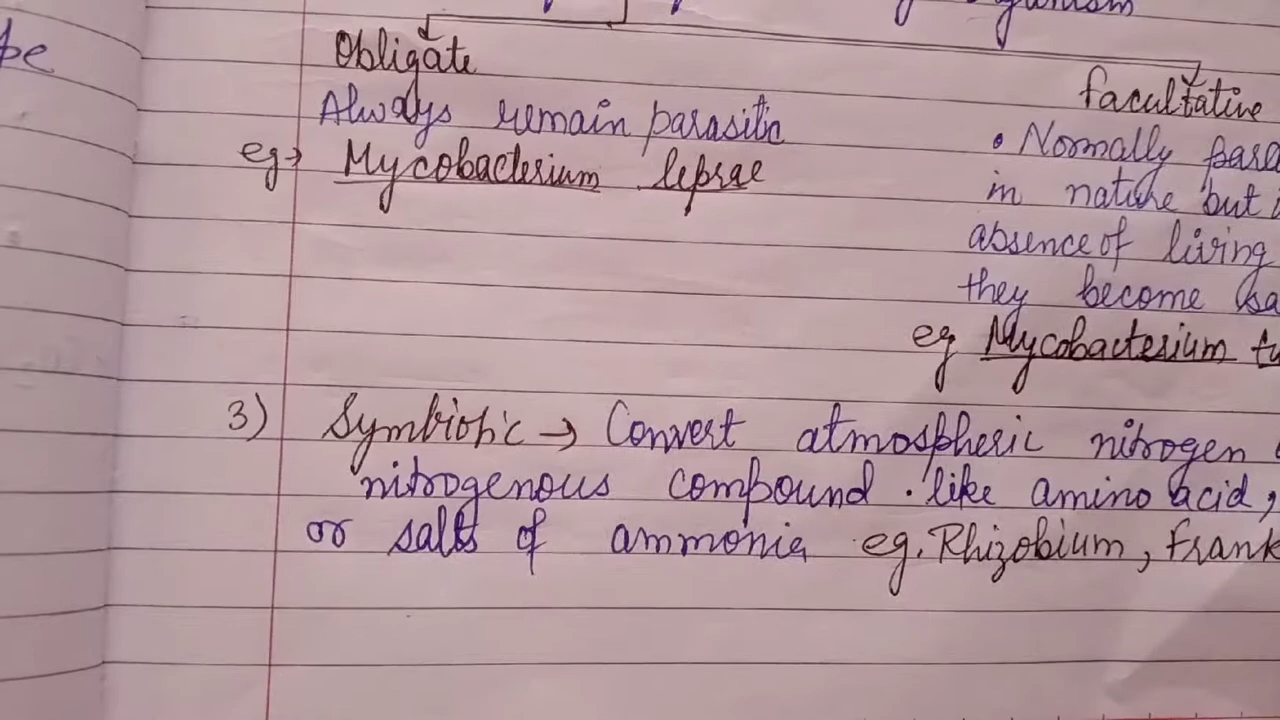 be
Obligate
Always remain parasitic
eg→ Mycobacterium leprae
facultative
• Normally para
in nature but
absence of living
they become sa
eg Mycobacterium tu
3) Symbiotic → Convert atmospheric nitrogen
nitrogenous compound . like amino acid,
or salts of ammonia eg. Rhizobium, Frank